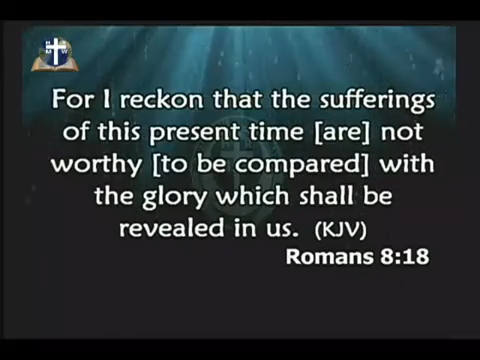 For I reckon that the sufferings
of this present time [are] not
worthy [to be compared] with
the glory which shall be
revealed in us. (KJV)
Romans 8:18